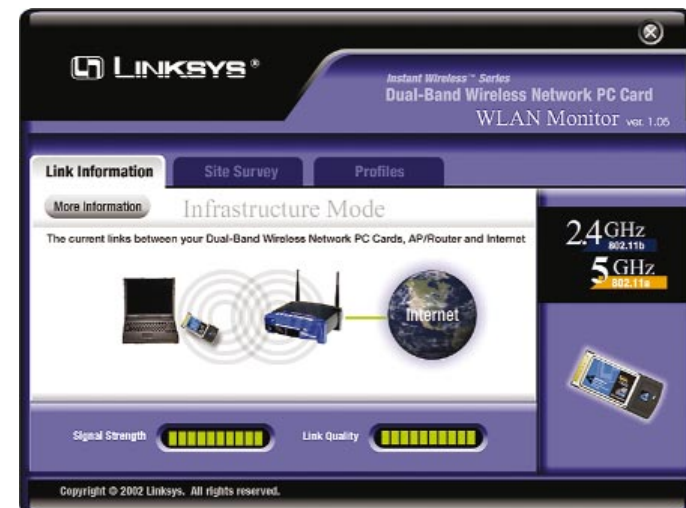 LINKSYS®
Instant Wireless™ Series
Dual-Band Wireless Network PC Card
WLAN Monitor ver. 1.05
Link Information
Site Survey
Profiles
More Information
Infrastructure Mode
The current links between your Dual-Band Wireless Network PC Cards, AP/Router and Internet
2.4GHz
802.11b
5GHz
802.11a
Internet
Signal Strength
Link Quality
Copyright © 2002 Linksys. All rights reserved.